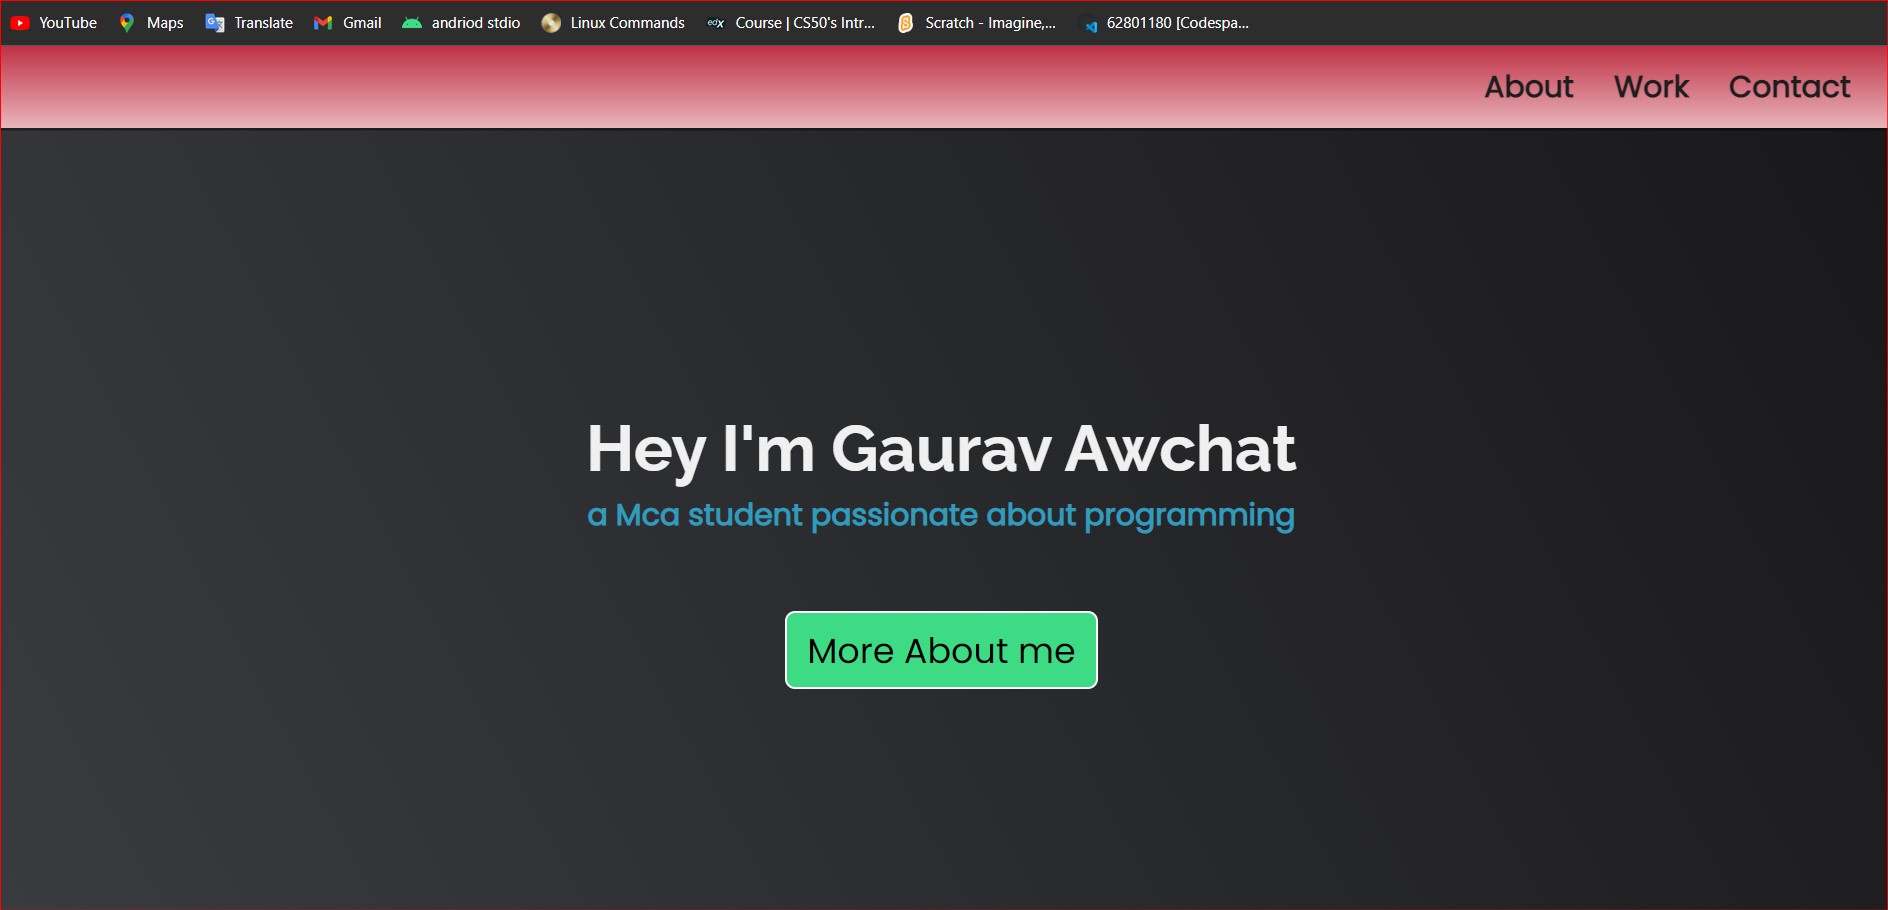 YouTube Maps Translate Gmail andriod stdio Linux Commands edX Course | CS50's Intr... Scratch - Imagine,... 62801180 [Codespa...
About Work Contact
Hey I'm Gaurav Awchat
a Mca student passionate about programming
More About me